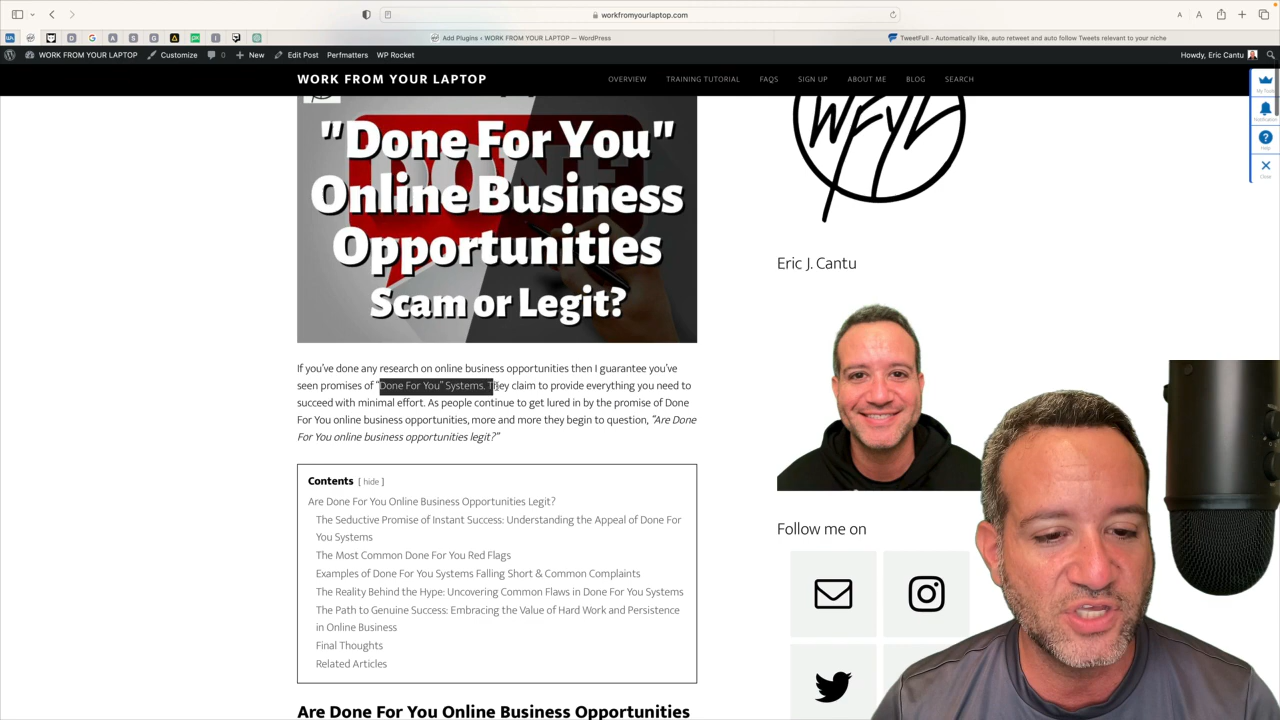 workfromyourlaptop.com
A A
Add Plugins ‹ WORK FROM YOUR LAPTOP — WordPress
TweetFull - Automatically like, auto retweet and auto follow Tweets relevant to your niche
WORK FROM YOUR LAPTOP Customize 0 New Edit Post Perfmatters WP Rocket Howdy, Eric Cantu
WORK FROM YOUR LAPTOP
OVERVIEW TRAINING TUTORIAL FAQS SIGN UP ABOUT ME BLOG SEARCH
My Tools
Notification
Help
Close
"Done For You"
Online Business
Opportunities
Scam or Legit?
DONE
WFYL
If you've done any research on online business opportunities then I guarantee you've
seen promises of "Done For You" Systems. They claim to provide everything you need to
succeed with minimal effort. As people continue to get lured in by the promise of Done
For You online business opportunities, more and more they begin to question, "Are Done
For You online business opportunities legit?"
Contents [ hide ]
Are Done For You Online Business Opportunities Legit?
The Seductive Promise of Instant Success: Understanding the Appeal of Done For
You Systems
The Most Common Done For You Red Flags
Examples of Done For You Systems Falling Short & Common Complaints
The Reality Behind the Hype: Uncovering Common Flaws in Done For You Systems
The Path to Genuine Success: Embracing the Value of Hard Work and Persistence
in Online Business
Final Thoughts
Related Articles
Are Done For You Online Business Opportunities
Eric J. Cantu
Follow me on